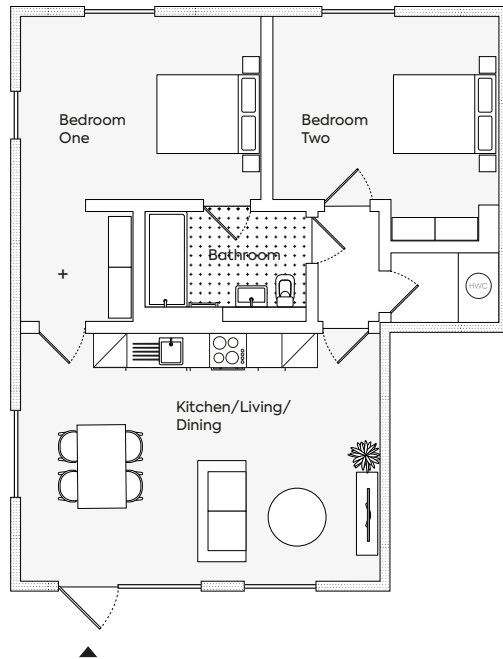 Bedroom
One
Bedroom
Two
Bathroom
HWC
Kitchen/Living/
Dining